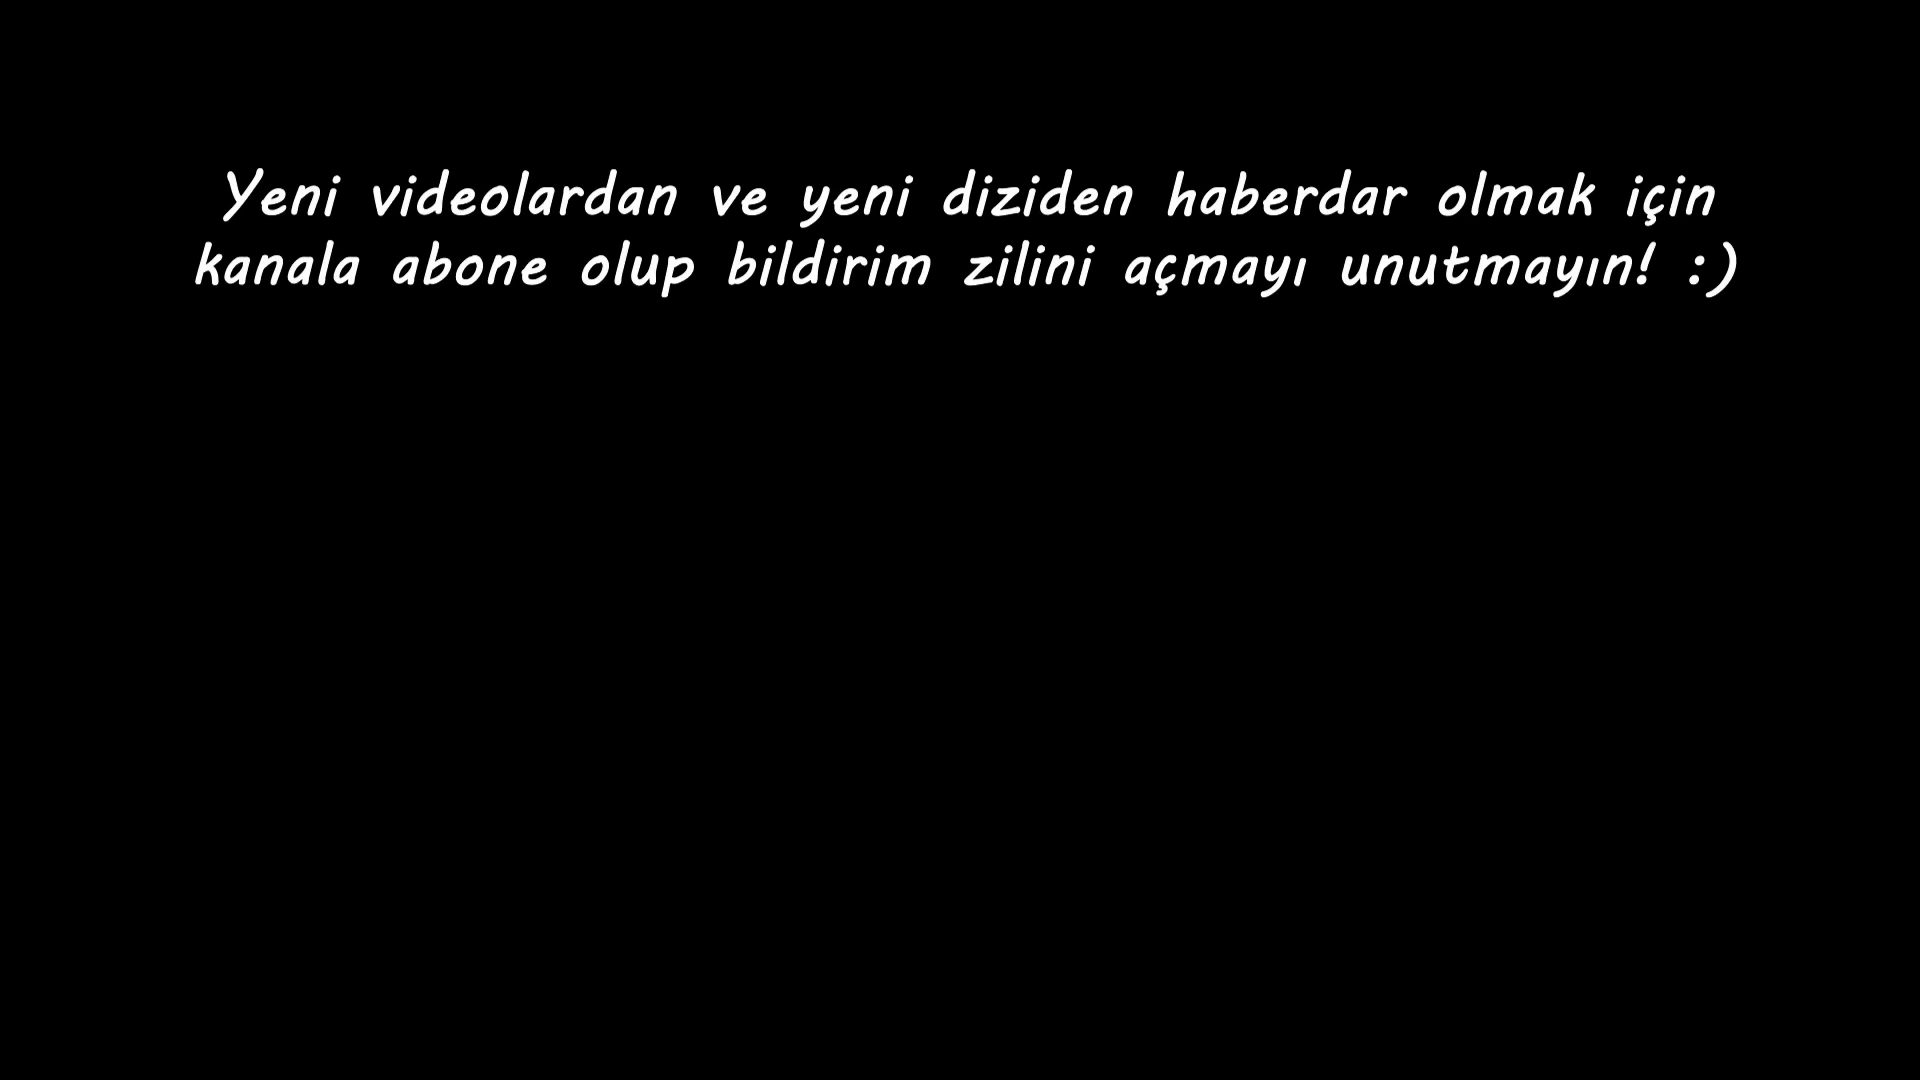 Yeni videolardan ve yeni diziden haberdar olmak için
kanala abone olup bildirim zilini açmayı unutmayın! :)